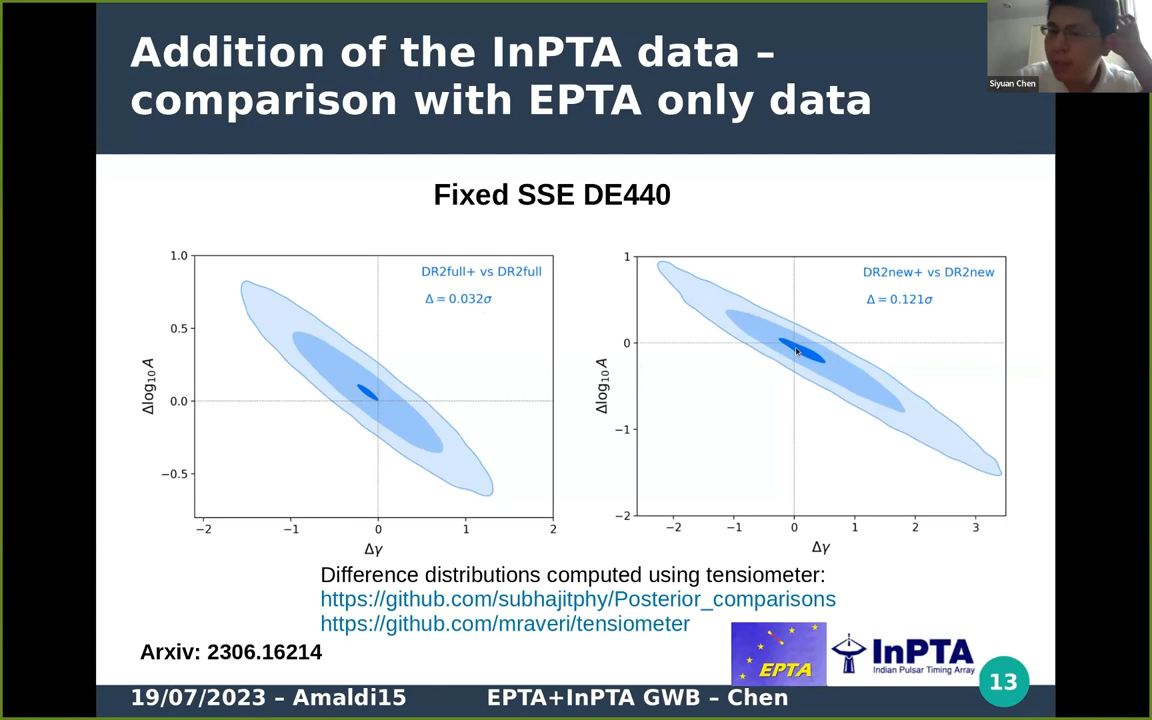 Addition of the InPTA data –
comparison with EPTA only data
Siyuan Chen
Fixed SSE DE440
DR2full+ vs DR2full
Δ = 0.032σ
1.0
0.5
0.0
−0.5
Δlog₁₀ A
−2 −1 0 1 2
Δγ
DR2new+ vs DR2new
Δ = 0.121σ
1
0
−1
−2
Δlog₁₀ A
−2 −1 0 1 2 3
Δγ
Difference distributions computed using tensiometer:
https://github.com/subhajitphy/Posterior_comparisons
https://github.com/mraveri/tensiometer
Arxiv: 2306.16214
EPTA
InPTA
Indian Pulsar Timing Array
13
19/07/2023 – Amaldi15 EPTA+InPTA GWB – Chen